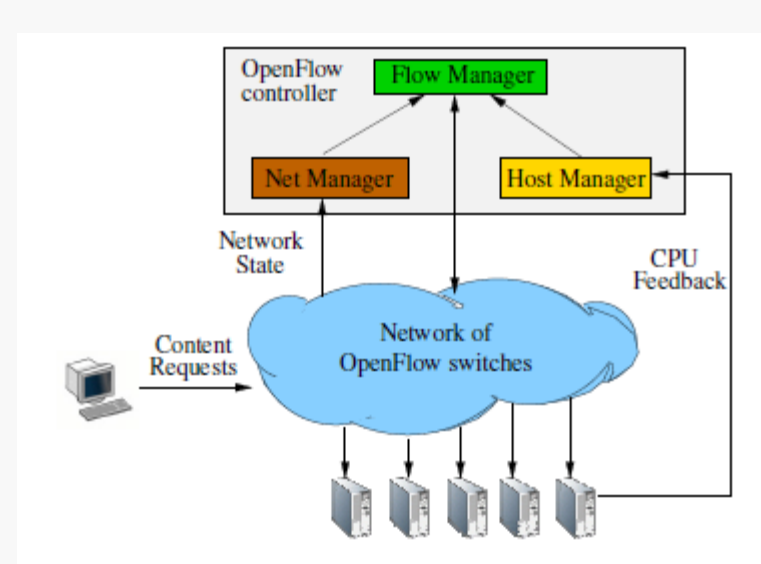 OpenFlow
controller
Flow Manager
Net Manager
Host Manager
Network
State
CPU
Feedback
Content
Requests
Network of
OpenFlow switches